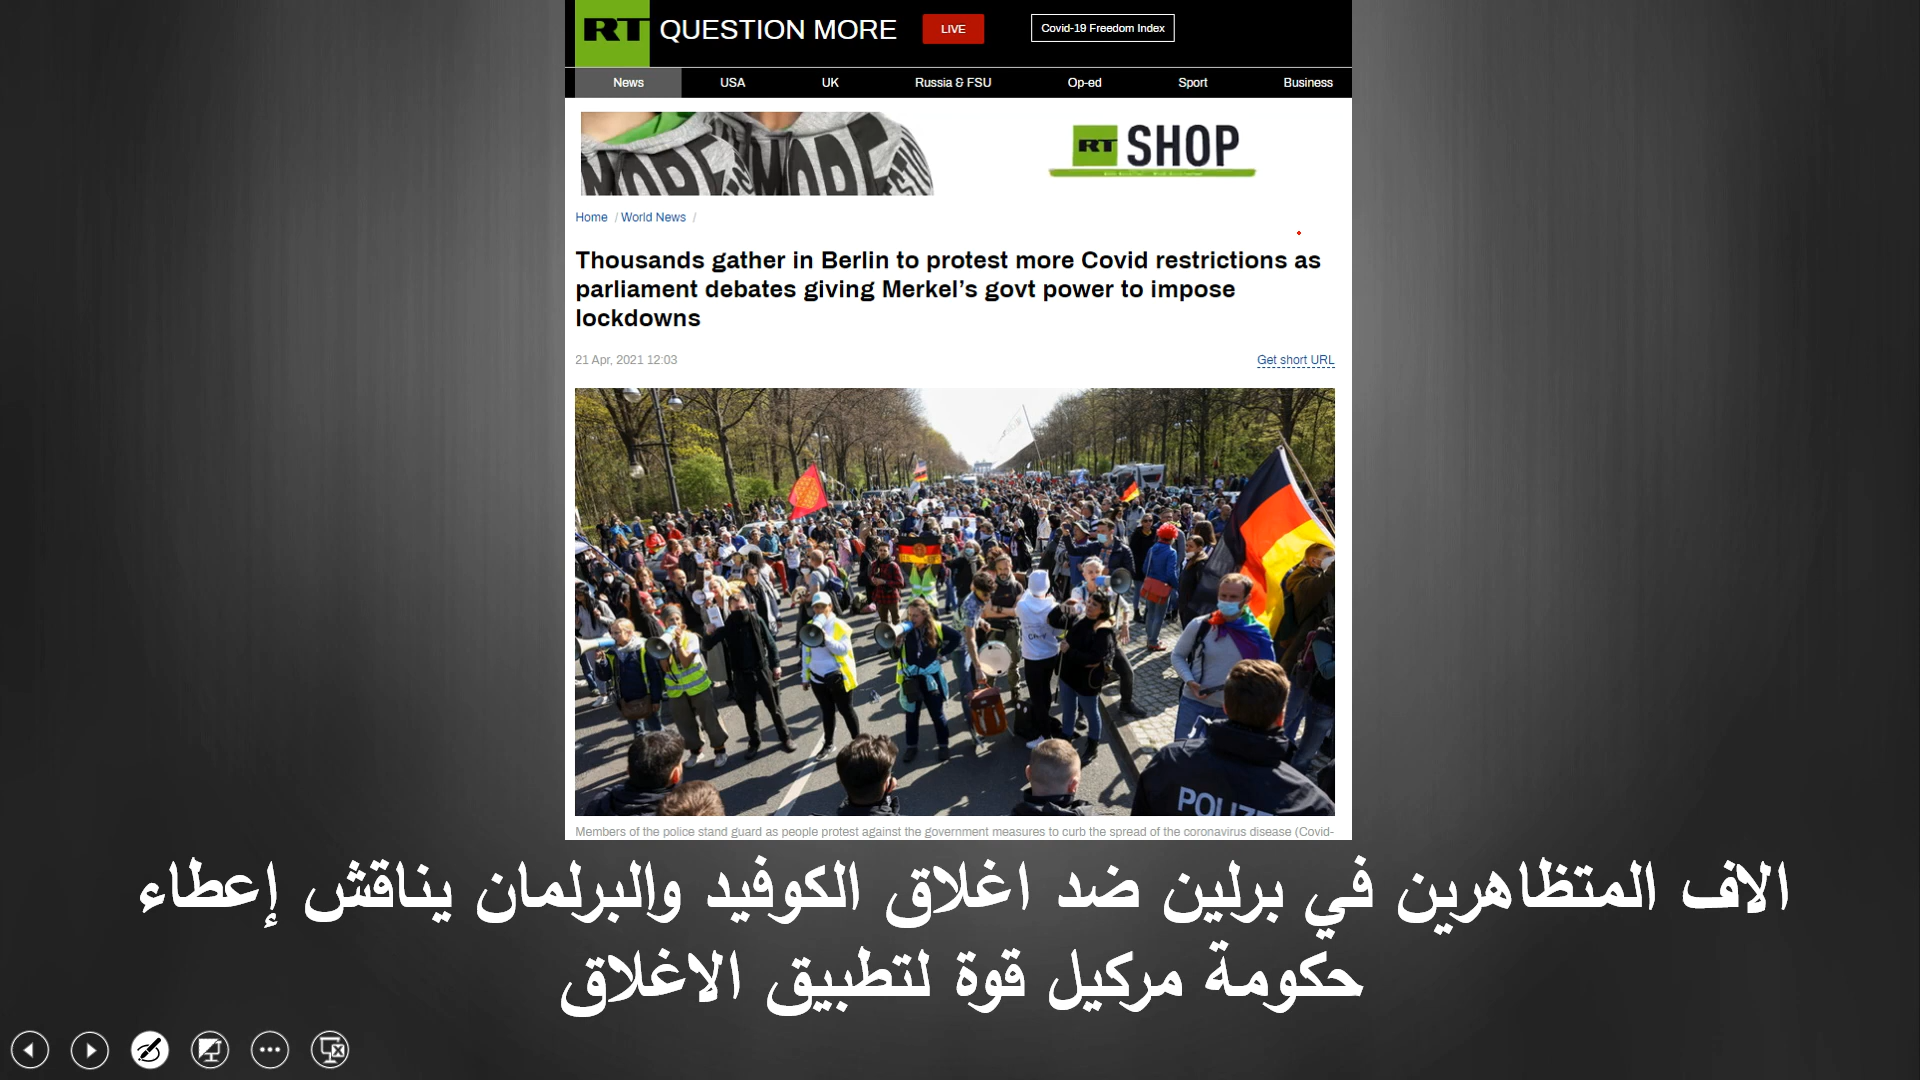 RT QUESTION MORE LIVE Covid-19 Freedom Index
News USA UK Russia & FSU Op-ed Sport Business
RT SHOP
Home / World News /
Thousands gather in Berlin to protest more Covid restrictions as
parliament debates giving Merkel's govt power to impose
lockdowns
21 Apr, 2021 12:03 Get short URL
POLIZE
Members of the police stand guard as people protest against the government measures to curb the spread of the coronavirus disease (Covid-
الاف المتظاهرين في برلين ضد اغلاق الكوفيد والبرلمان يناقش إعطاء
حكومة مركيل قوة لتطبيق الاغلاق